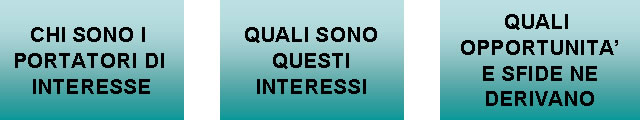 CHI SONO I
PORTATORI DI
INTERESSE
QUALI SONO
QUESTI
INTERESSI
QUALI
OPPORTUNITA’
E SFIDE NE
DERIVANO